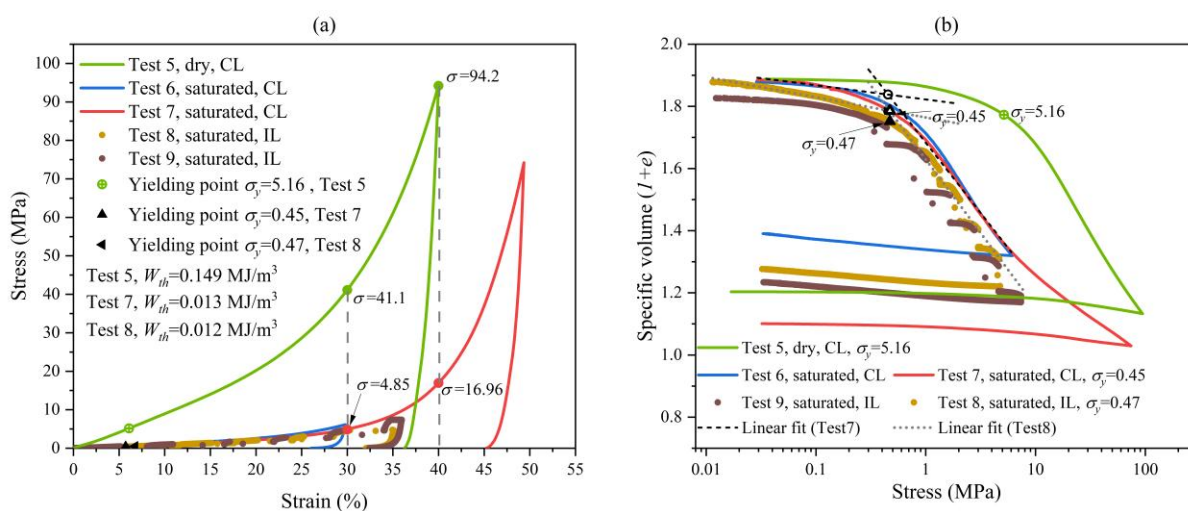 (a)
Stress (MPa)
100
90
80
70
60
50
40
30
20
10
0
Test 5, dry, CL
Test 6, saturated, CL
Test 7, saturated, CL
Test 8, saturated, IL
Test 9, saturated, IL
Yielding point σy=5.16 , Test 5
Yielding point σy=0.45, Test 7
Yielding point σy=0.47, Test 8
Test 5, Wth=0.149 MJ/m³
Test 7, Wth=0.013 MJ/m³
Test 8, Wth=0.012 MJ/m³
σ=94.2
σ=41.1
σ=4.85
σ=16.96
0 5 10 15 20 25 30 35 40 45 50 55
Strain (%)
(b)
Specific volume (1+e)
2.0
1.8
1.6
1.4
1.2
1.0
0.8
σy=5.16
σy=0.45
σy=0.47
Test 5, dry, CL, σy=5.16
Test 6, saturated, CL
Test 7, saturated, CL, σy=0.45
Test 9, saturated, IL
Test 8, saturated, IL, σy=0.47
Linear fit (Test7)
Linear fit (Test8)
0.01 0.1 1 10 100
Stress (MPa)